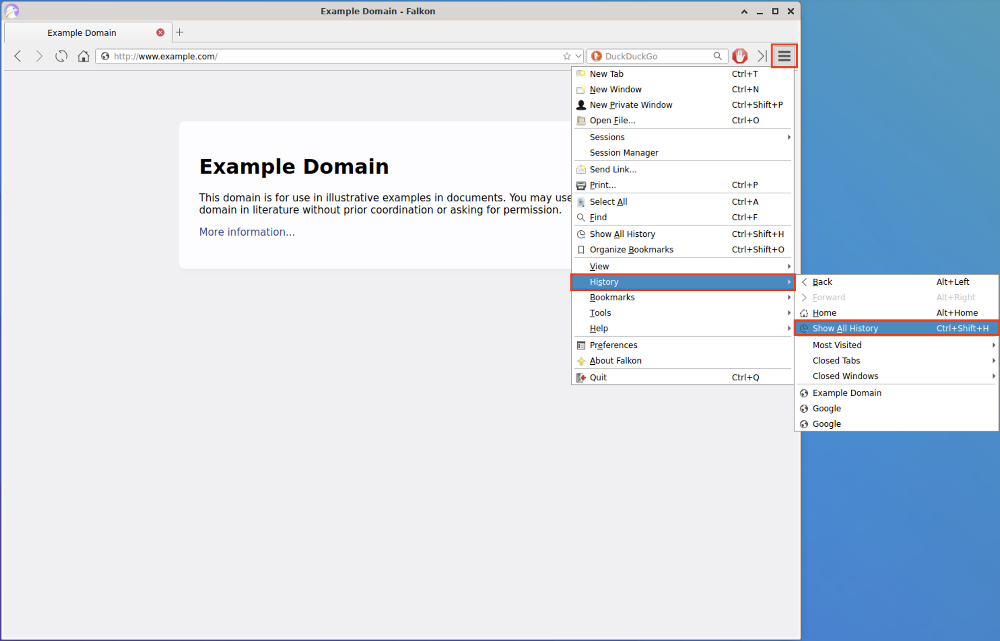 Example Domain - Falkon
Example Domain
http://www.example.com/
DuckDuckGo
Example Domain
This domain is for use in illustrative examples in documents. You may use
domain in literature without prior coordination or asking for permission.
More information...
New Tab Ctrl+T
New Window Ctrl+N
New Private Window Ctrl+Shift+P
Open File... Ctrl+O
Sessions
Session Manager
Send Link...
Print... Ctrl+P
Select All Ctrl+A
Find Ctrl+F
Show All History Ctrl+Shift+H
Organize Bookmarks Ctrl+Shift+O
View
History
Bookmarks
Tools
Help
Preferences
About Falkon
Quit Ctrl+Q
Back Alt+Left
Forward Alt+Right
Home Alt+Home
Show All History Ctrl+Shift+H
Most Visited
Closed Tabs
Closed Windows
Example Domain
Google
Google